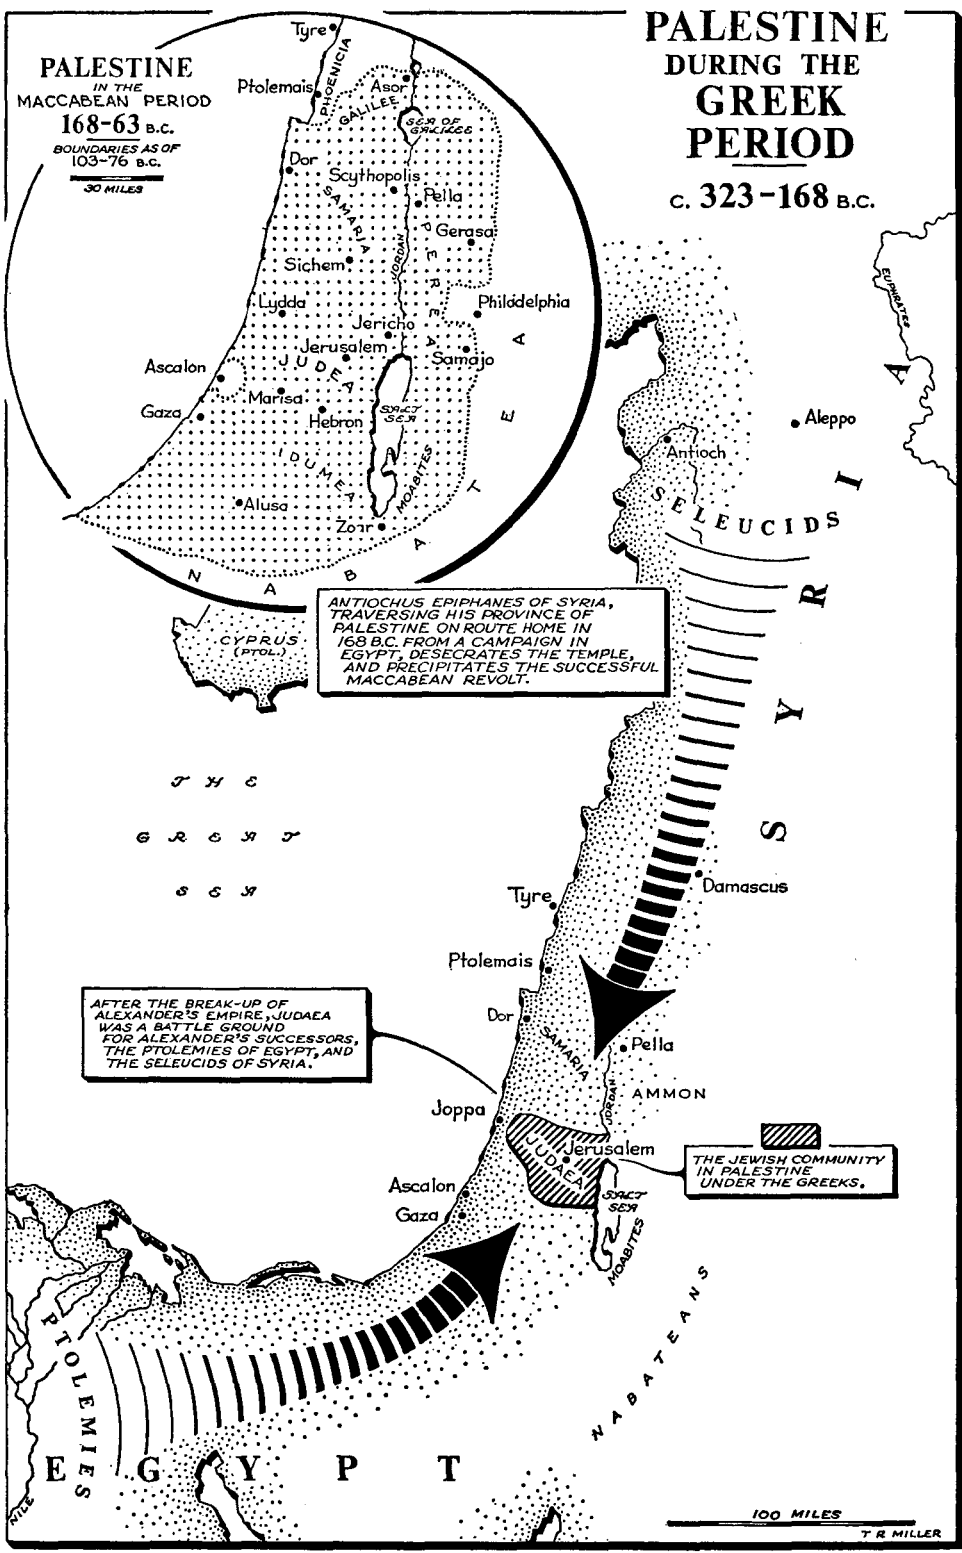 PALESTINE
DURING THE
GREEK
PERIOD
C. 323-168 B.C.
PALESTINE
IN THE
MACCABEAN PERIOD
168-63 B.C.
BOUNDARIES AS OF
103-76 B.C.
30 MILES
Tyre
PHOENICIA
Ptolemais
Asor
GALILEE
SEA OF
GALILEE
Dor
Scythopolis
SAMARIA
Pella
PEREA
Gerasa
JORDAN
Sichem
Lydda
Philadelphia
Jericho
Jerusalem
Samajo
JUDEA
Ascalon
Marisa
Gaza
Hebron
SALT
SEA
IDUMEA
MOABITES
Alusa
Zoar
NABATEA
EUPHRATES
Aleppo
Antioch
SELEUCIDS
SYRIA
ANTIOCHUS EPIPHANES OF SYRIA,
TRAVERSING HIS PROVINCE OF
PALESTINE ON ROUTE HOME IN
168 B.C. FROM A CAMPAIGN IN
EGYPT, DESECRATES THE TEMPLE,
AND PRECIPITATES THE SUCCESSFUL
MACCABEAN REVOLT.
CYPRUS
(PTOL.)
THE
GREAT
SEA
Damascus
Tyre
Ptolemais
AFTER THE BREAK-UP OF
ALEXANDER'S EMPIRE, JUDAEA
WAS A BATTLE GROUND
FOR ALEXANDER'S SUCCESSORS,
THE PTOLEMIES OF EGYPT, AND
THE SELEUCIDS OF SYRIA.
Dor
SAMARIA
Pella
JORDAN
AMMON
Joppa
Jerusalem
JUDAEA
THE JEWISH COMMUNITY
IN PALESTINE
UNDER THE GREEKS.
Ascalon
Gaza
SALT
SEA
MOABITES
NABATEANS
PTOLEMIES
EGYPT
NILE
100 MILES
T R MILLER